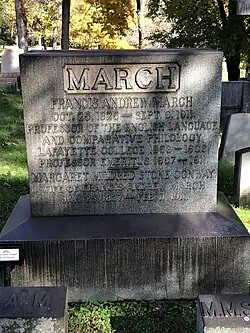 MARCH
FRANCIS ANDREW MARCH
OCT. 25, 1825 — SEPT. 9, 1911
PROFESSOR OF THE ENGLISH LANGUAGE
AND COMPARATIVE PHILOLOGY
COLLEGE
PROFESSOR EMERITUS 1907 — 1911
MARGARET MILDRED STONE CONWAY
WIFE OF FRANCIS ANDREW MARCH
M.M.S.